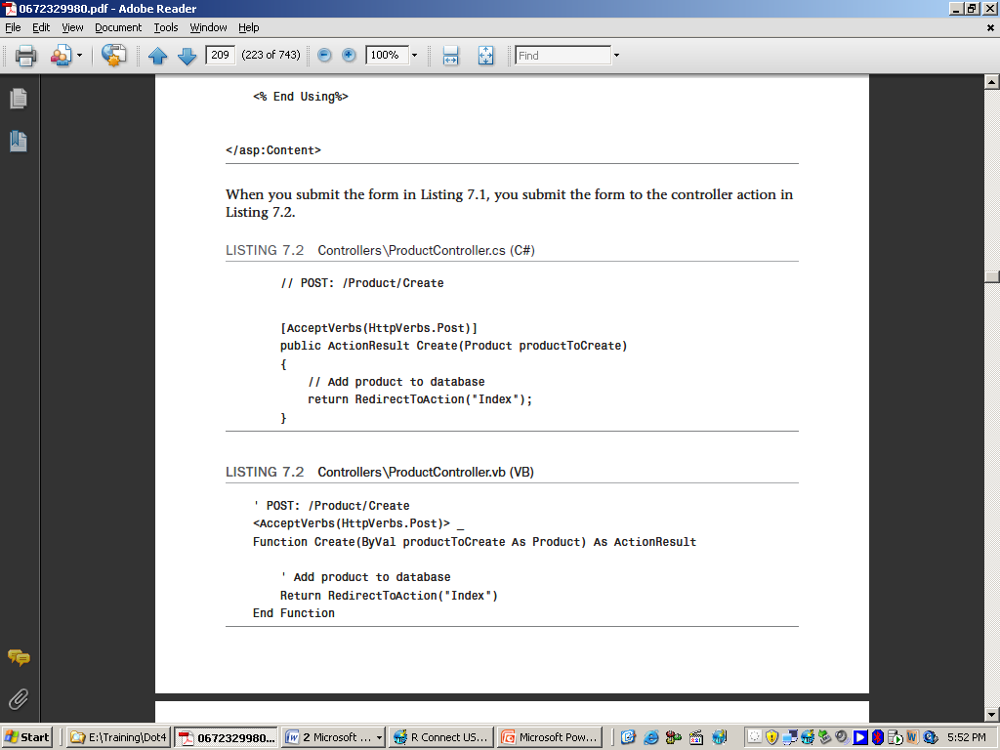 0672329980.pdf - Adobe Reader
File Edit View Document Tools Window Help
209 (223 of 743) 100% Find
<% End Using%>
</asp:Content>
When you submit the form in Listing 7.1, you submit the form to the controller action in
Listing 7.2.
LISTING 7.2 Controllers\ProductController.cs (C#)
// POST: /Product/Create
[AcceptVerbs(HttpVerbs.Post)]
public ActionResult Create(Product productToCreate)
{
// Add product to database
return RedirectToAction("Index");
}
LISTING 7.2 Controllers\ProductController.vb (VB)
' POST: /Product/Create
<AcceptVerbs(HttpVerbs.Post)> _
Function Create(ByVal productToCreate As Product) As ActionResult
' Add product to database
Return RedirectToAction("Index")
End Function
Start E:\Training\Dot4 0672329980... 2 Microsoft ... R Connect US... Microsoft Pow... 5:52 PM